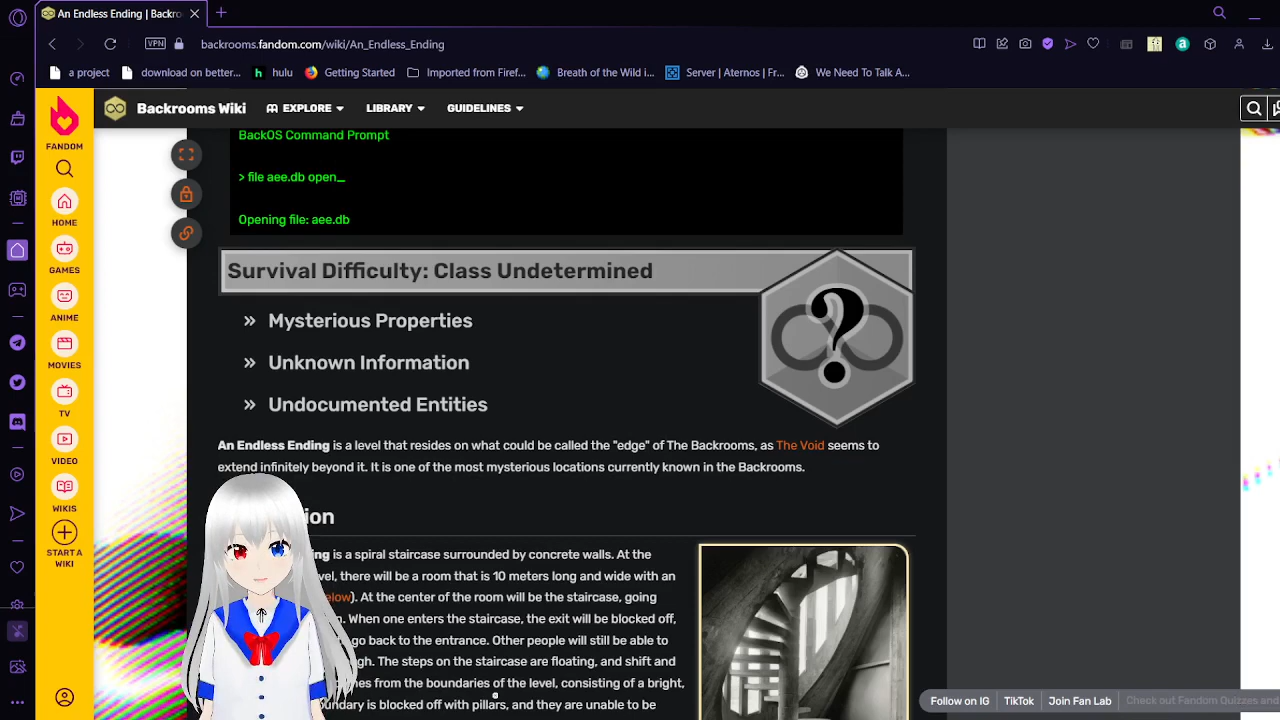 An Endless Ending | Backro
backrooms.fandom.com/wiki/An_Endless_Ending
VPN
a project
download on better...
hulu
Getting Started
Imported from Firef...
Breath of the Wild i...
Server | Aternos | Fr...
We Need To Talk A...
Backrooms Wiki
EXPLORE
LIBRARY
GUIDELINES
FANDOM
HOME
GAMES
ANIME
MOVIES
TV
VIDEO
WIKIS
START A
WIKI
BackOS Command Prompt
> file aee.db open_
Opening file: aee.db
Survival Difficulty: Class Undetermined
» Mysterious Properties
» Unknown Information
» Undocumented Entities
?
An Endless Ending is a level that resides on what could be called the "edge" of The Backrooms, as The Void seems to
extend infinitely beyond it. It is one of the most mysterious locations currently known in the Backrooms.
ion
ng is a spiral staircase surrounded by concrete walls. At the
vel, there will be a room that is 10 meters long and wide with an
elow). At the center of the room will be the staircase, going
n. When one enters the staircase, the exit will be blocked off,
go back to the entrance. Other people will still be able to
gh. The steps on the staircase are floating, and shift and
es from the boundaries of the level, consisting of a bright,
dary is blocked off with pillars, unable to be
Follow on IG
TikTok
Join Fan Lab
Check out Fandom Quizzes and